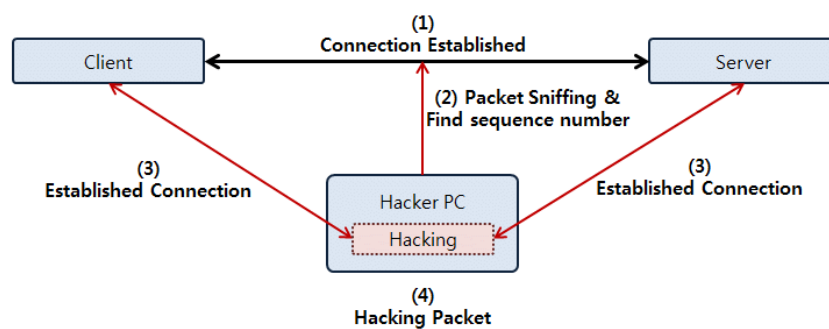 (1)
Connection Established
Client
Server
(2) Packet Sniffing &
Find sequence number
(3)
Established Connection
(3)
Established Connection
Hacker PC
Hacking
(4)
Hacking Packet